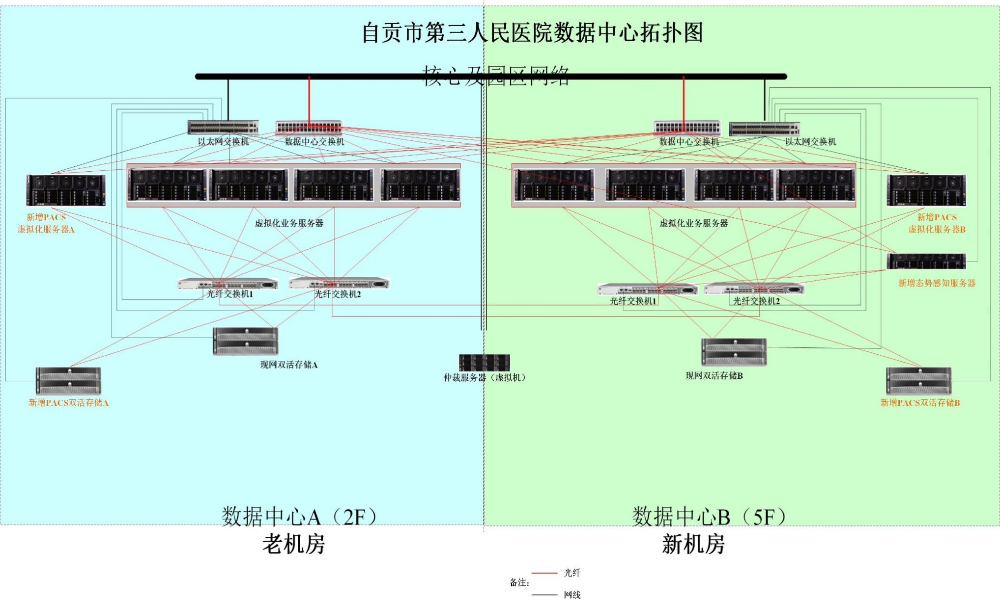 自贡市第三人民医院数据中心拓扑图
核心及园区网络
以太网交换机
数据中心交换机
数据中心交换机
以太网交换机
新增PACS
虚拟化服务器A
虚拟化业务服务器
虚拟化业务服务器
新增PACS
虚拟化服务器B
新增态势感知服务器
光纤交换机1
光纤交换机2
光纤交换机1
光纤交换机2
现网双活存储A
仲裁服务器（虚拟机）
现网双活存储B
新增PACS双活存储A
新增PACS双活存储B
数据中心A（2F）
老机房
数据中心B（5F）
新机房
光纤
备注：
网线